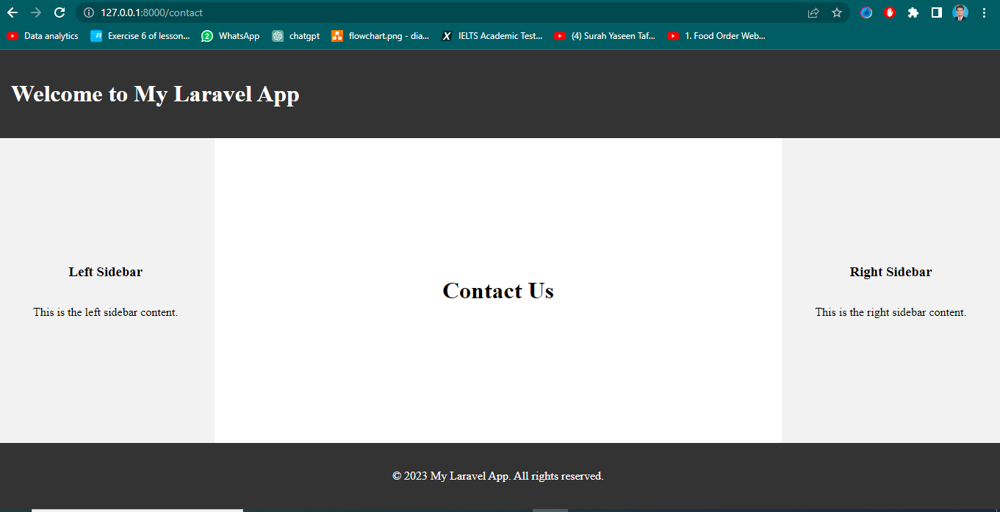 127.0.0.1:8000/contact
Data analytics
Exercise 6 of lesson...
2
WhatsApp
chatgpt
flowchart.png - dia...
X
IELTS Academic Test...
(4) Surah Yaseen Taf...
1. Food Order Web...
Welcome to My Laravel App
Left Sidebar
This is the left sidebar content.
Contact Us
Right Sidebar
This is the right sidebar content.
© 2023 My Laravel App. All rights reserved.